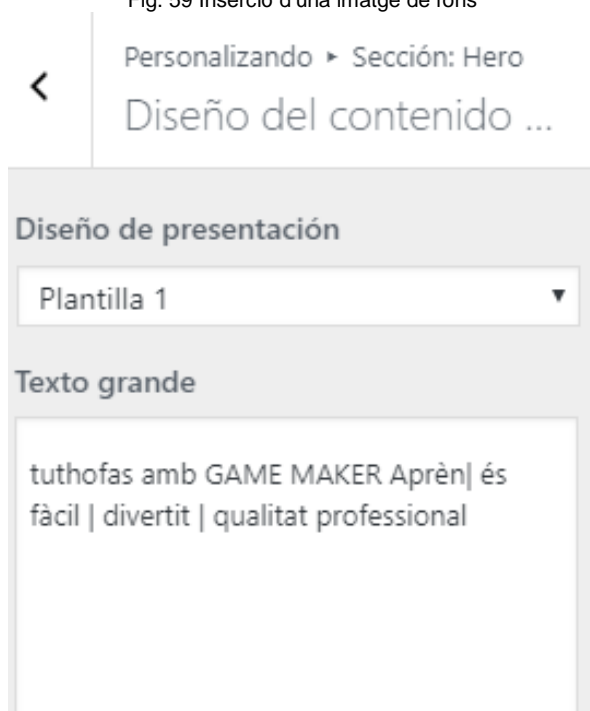 Fig. 59 Inserció d'una imatge de fons
Personalizando ▸ Sección: Hero
Diseño del contenido ...
Diseño de presentación
Plantilla 1
Texto grande
tuthofas amb GAME MAKER Aprèn| és
fàcil | divertit | qualitat professional